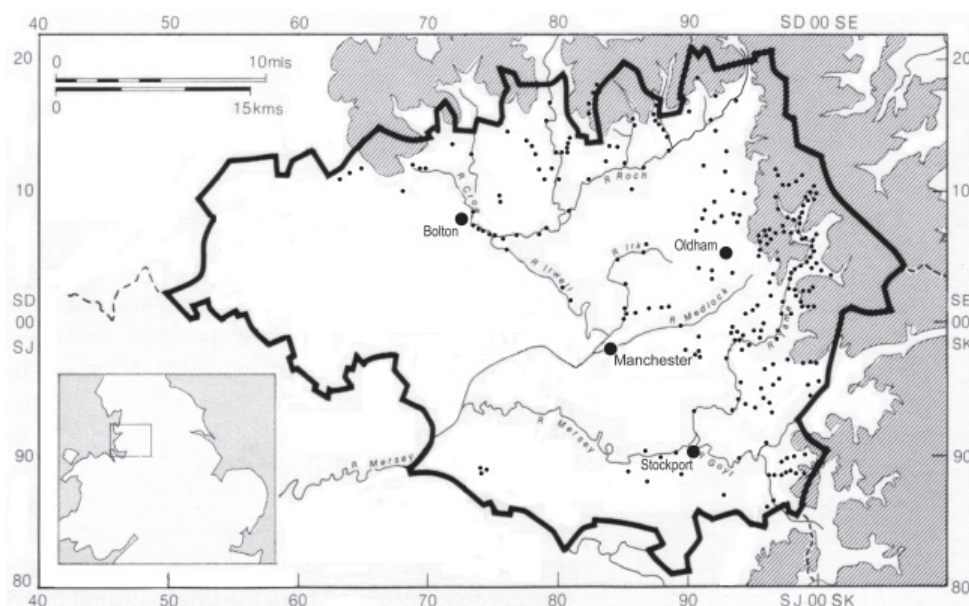 40 50 60 70 80 90 SD 00 SE
20 20
0 10mls
0 15kms
10 10
R Roch
R Croal
Bolton
Oldham
R Irk
R Irwell
R Medlock
R Tame
SD SE
00 00
SJ SK
Manchester
R Mersey
R Mersey
Stockport
R Goyt
90 90
80 80
40 50 60 70 80 90 SJ 00 SK